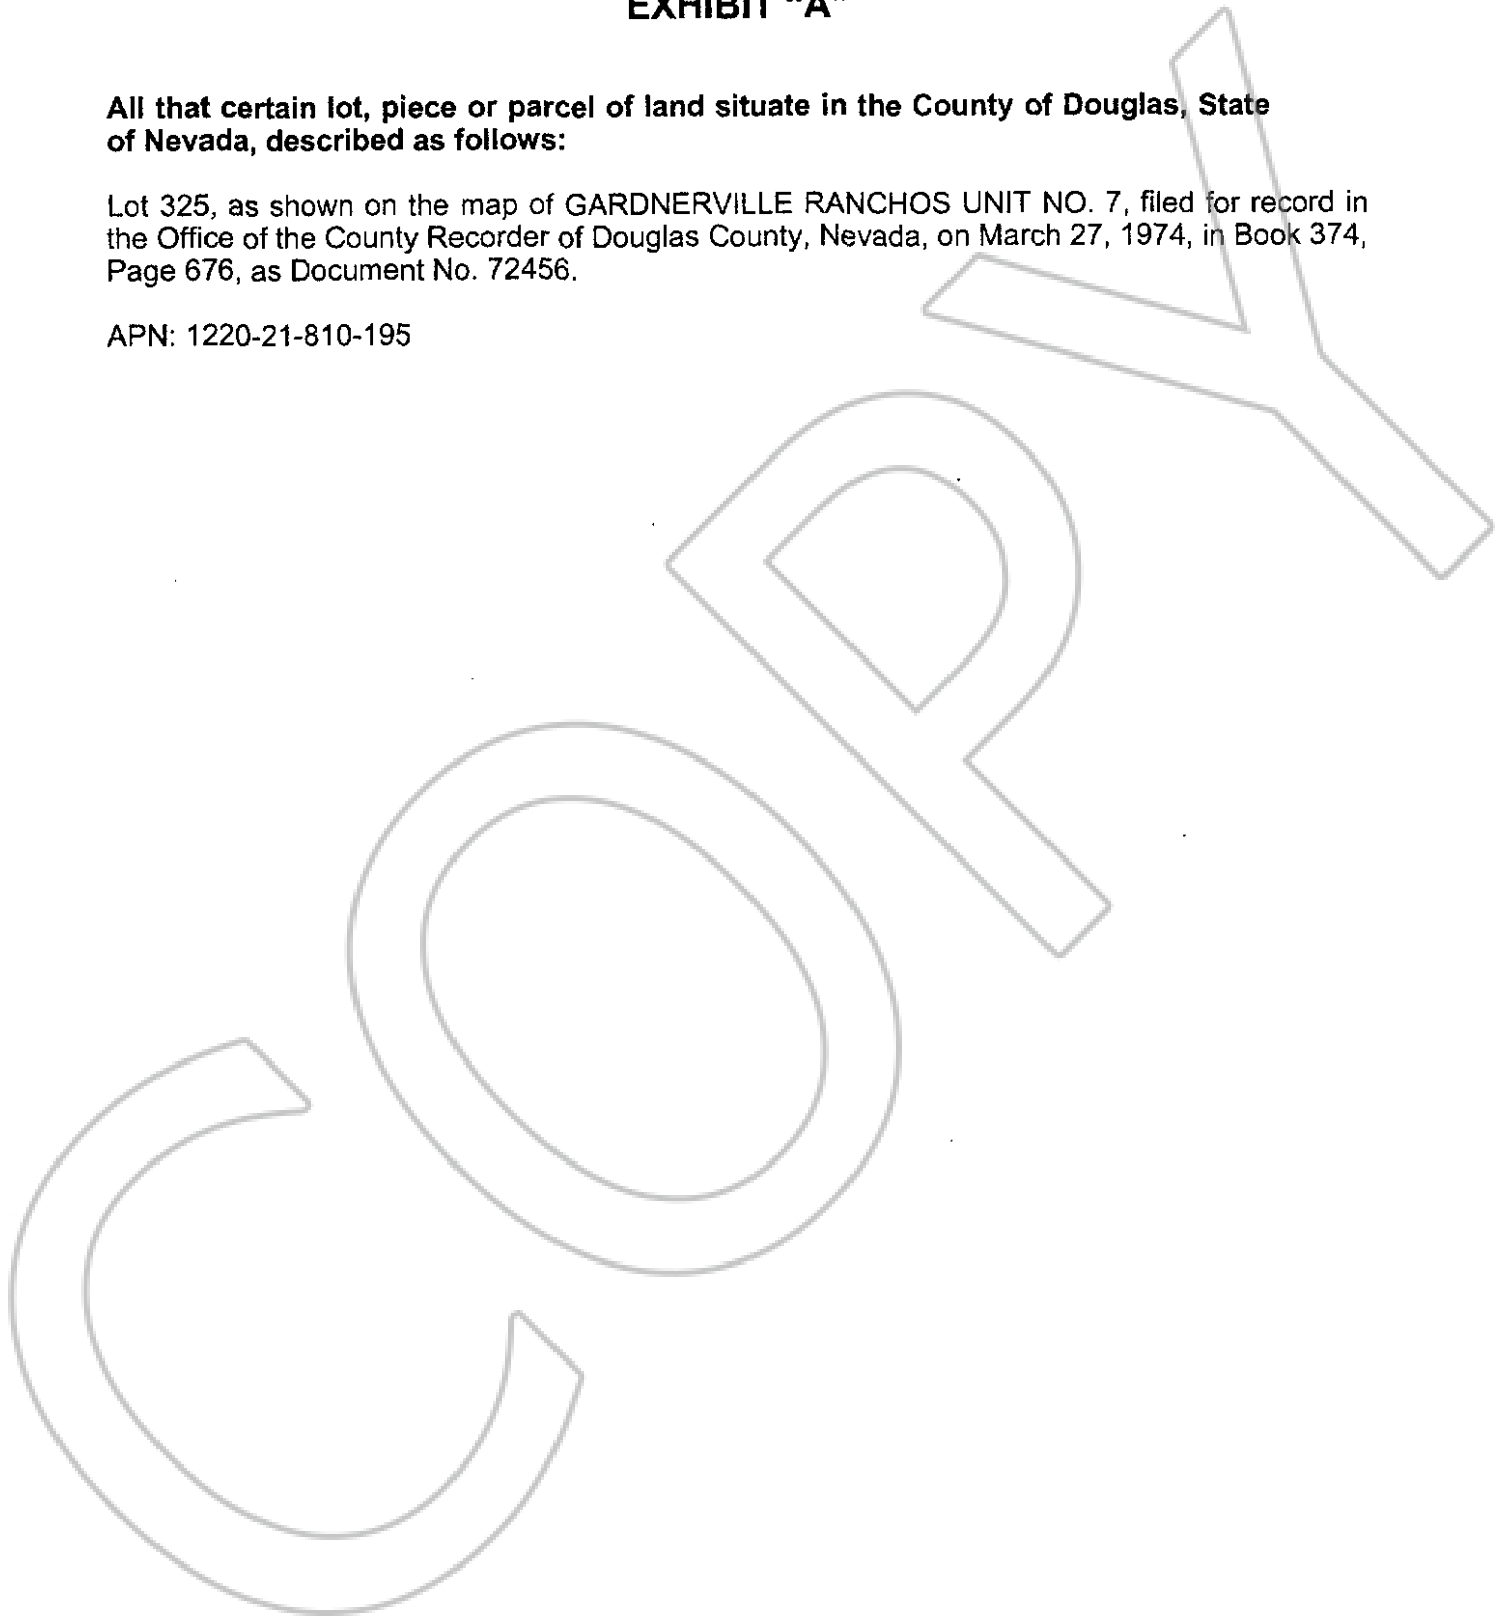 EXHIBIT "A"
All that certain lot, piece or parcel of land situate in the County of Douglas, State
of Nevada, described as follows:
Lot 325, as shown on the map of GARDNERVILLE RANCHOS UNIT NO. 7, filed for record in
the Office of the County Recorder of Douglas County, Nevada, on March 27, 1974, in Book 374,
Page 676, as Document No. 72456.
APN: 1220-21-810-195
COPY